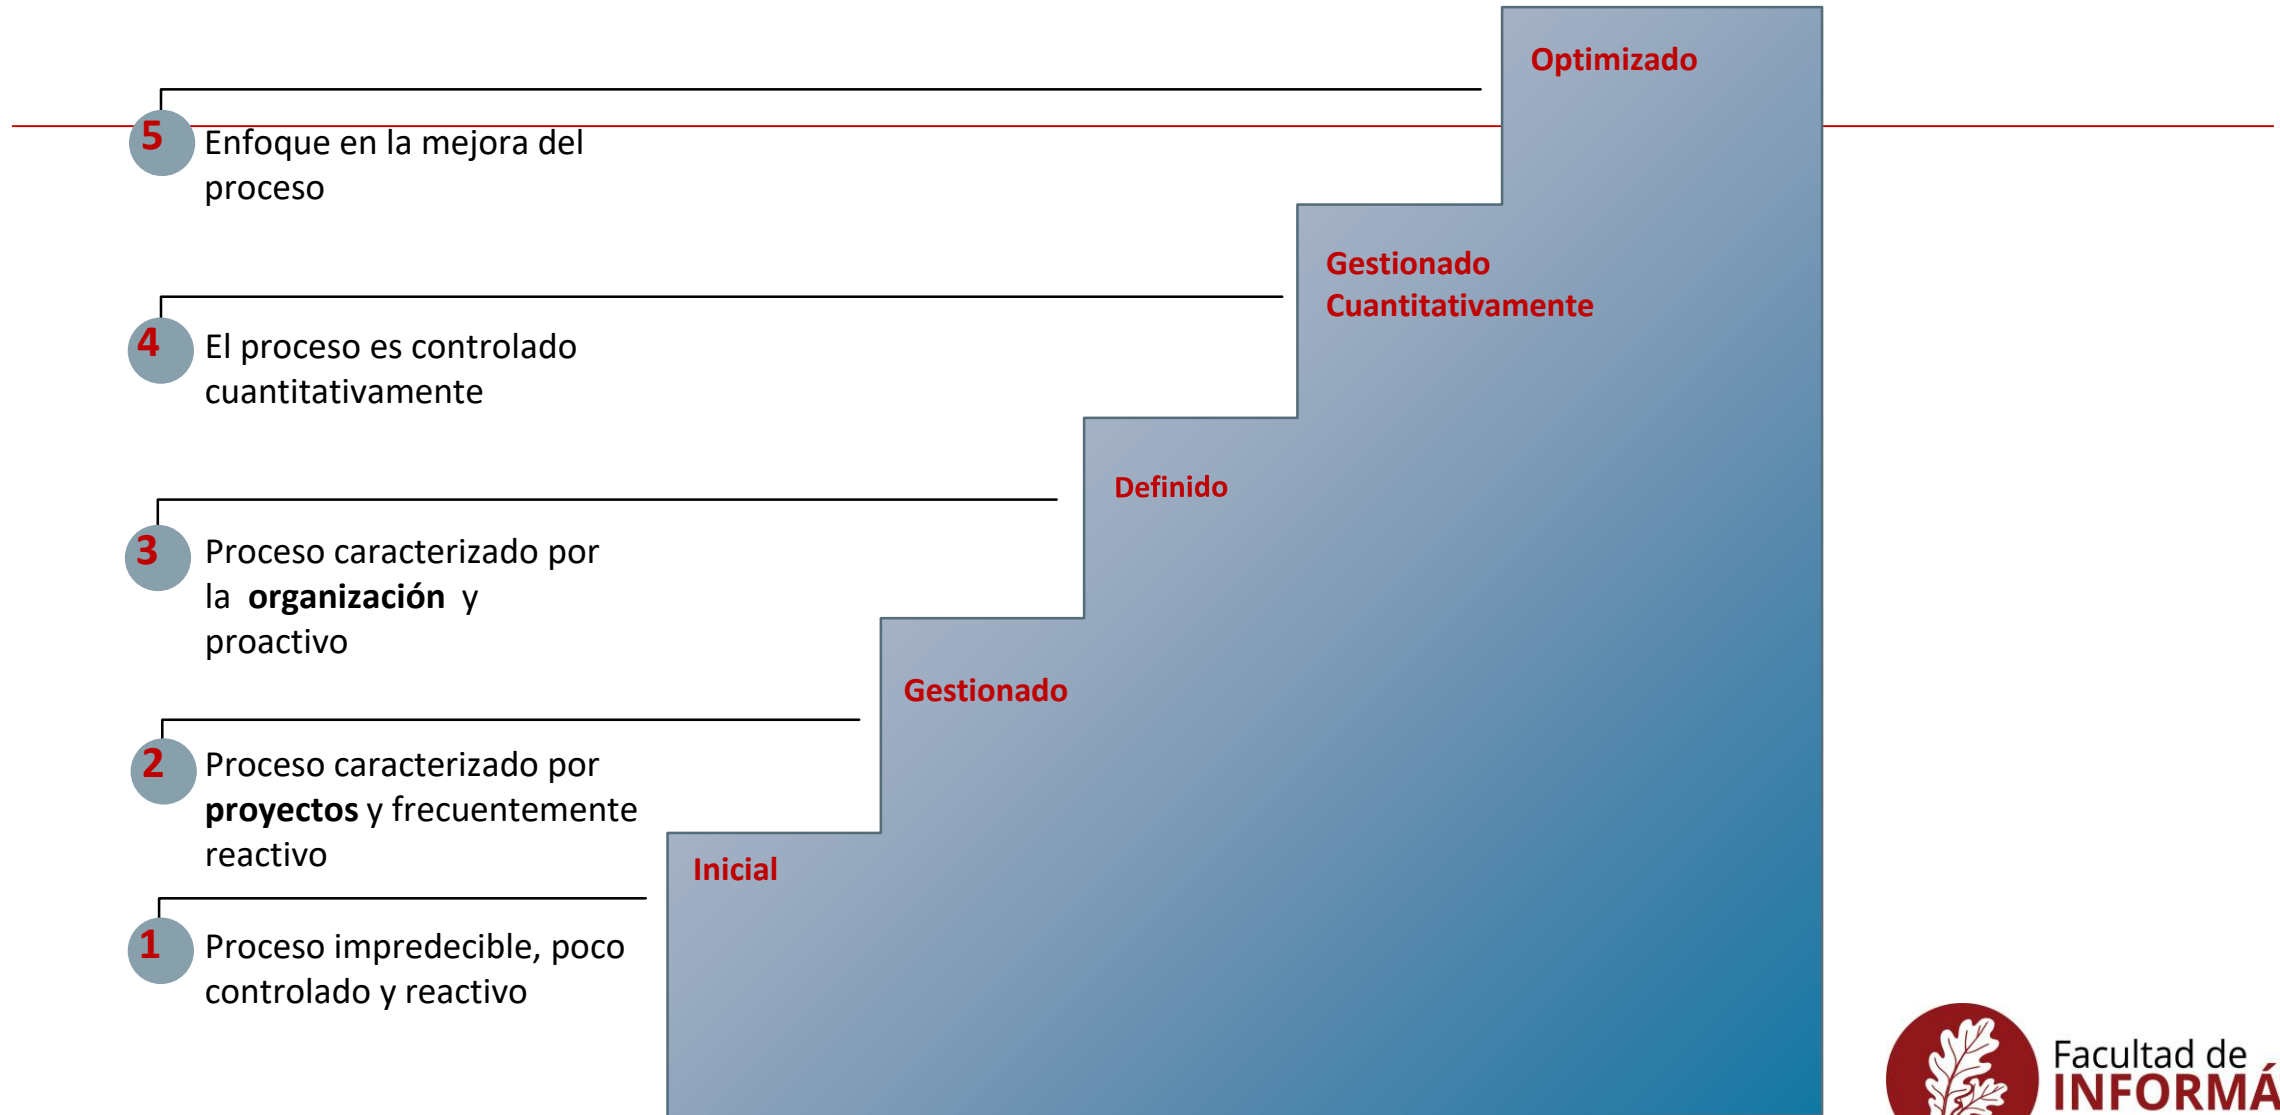 Optimizado
5
Enfoque en la mejora del
proceso
Gestionado
Cuantitativamente
4
El proceso es controlado
cuantitativamente
Definido
3
Proceso caracterizado por
la organización y
proactivo
Gestionado
2
Proceso caracterizado por
proyectos y frecuentemente
reactivo
Inicial
1
Proceso impredecible, poco
controlado y reactivo
Facultad de
INFORMÁ